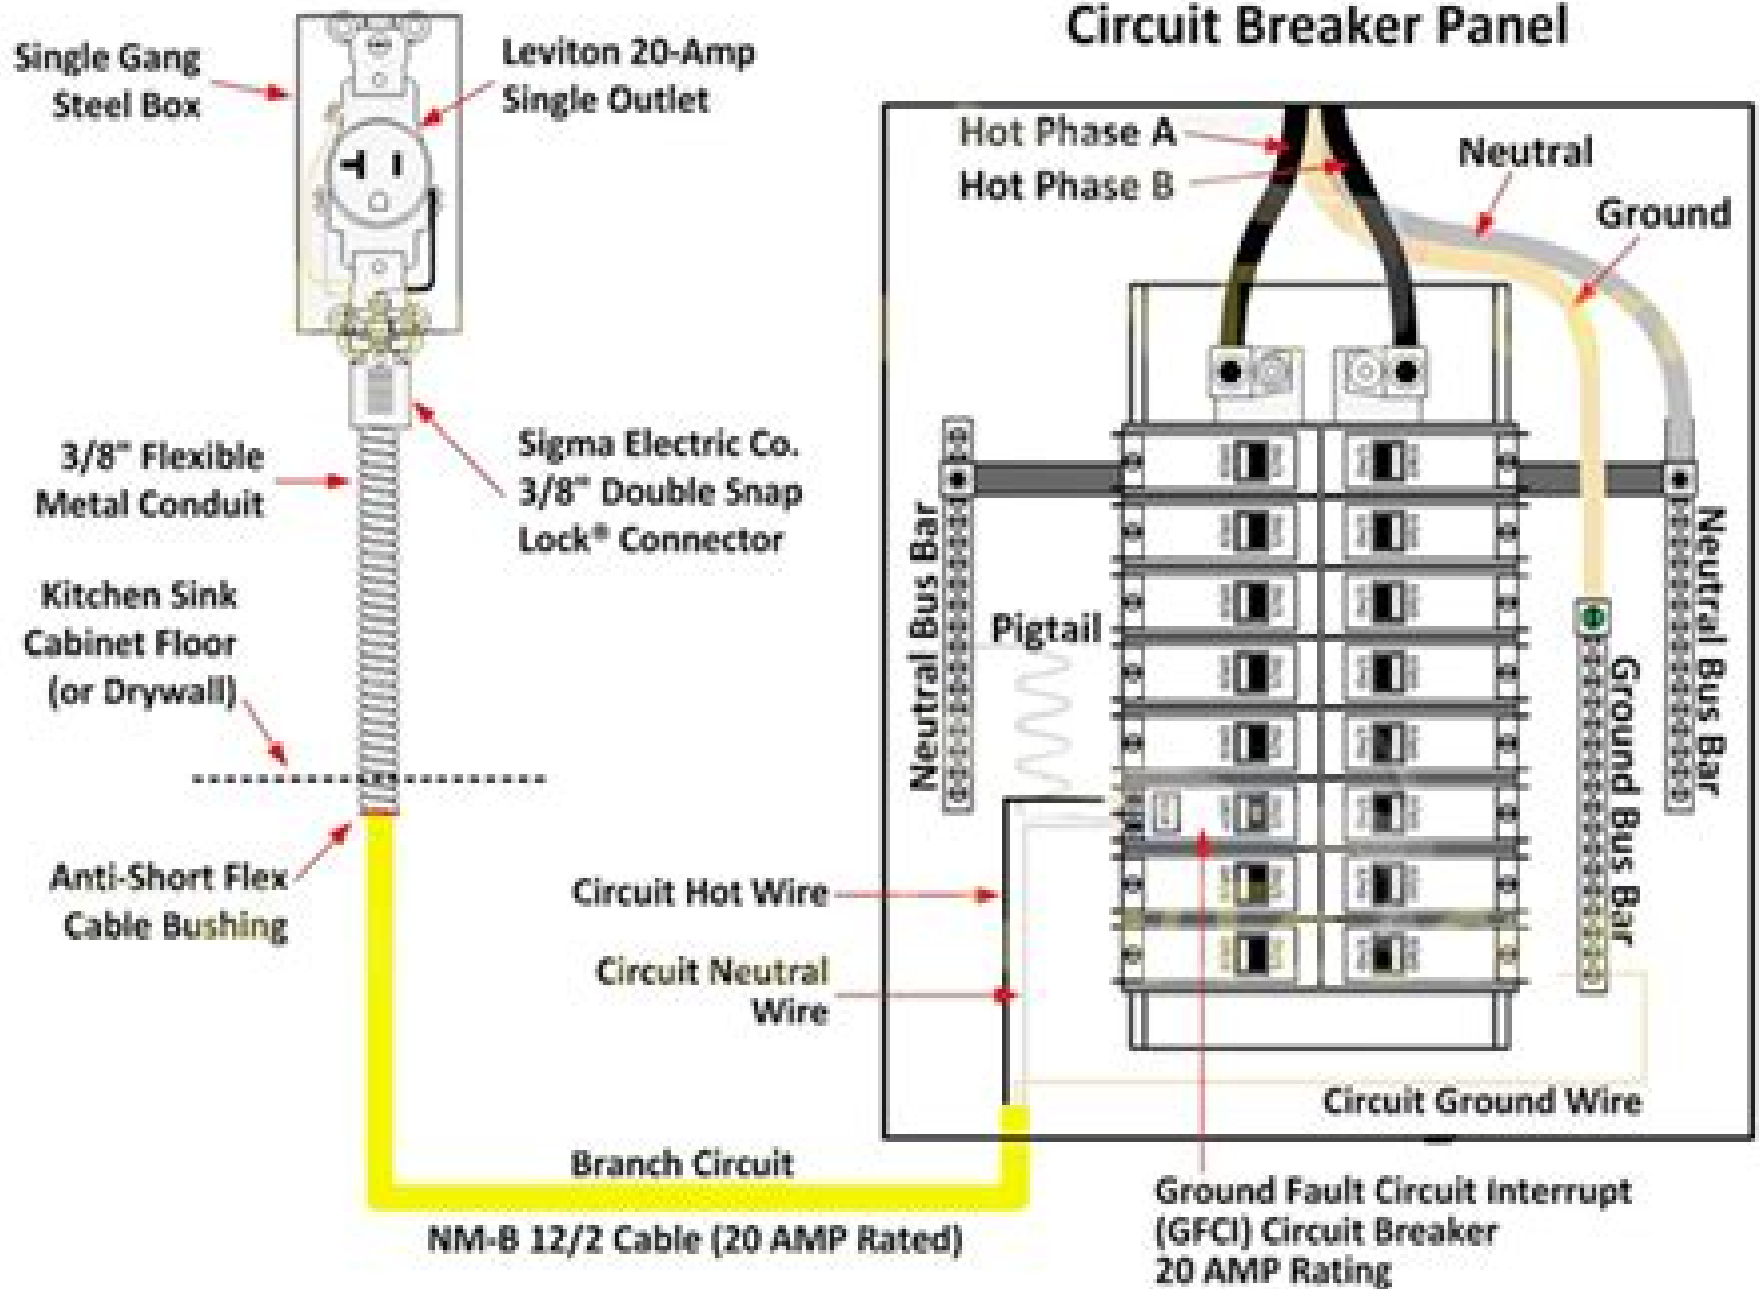 Circuit Breaker Panel
Single Gang
Steel Box
Leviton 20-Amp
Single Outlet
Hot Phase A
Hot Phase B
Neutral
Ground
3/8" Flexible
Metal Conduit
Sigma Electric Co.
3/8" Double Snap
Lock® Connector
Kitchen Sink
Cabinet Floor
(or Drywall)
Neutral Bus Bar
Pigtail
Neutral Bus Bar
Ground Bus Bar
Anti-Short Flex
Cable Bushing
Circuit Hot Wire
Circuit Neutral
Wire
Circuit Ground Wire
Branch Circuit
NM-B 12/2 Cable (20 AMP Rated)
Ground Fault Circuit Interrupt
(GFCI) Circuit Breaker
20 AMP Rating